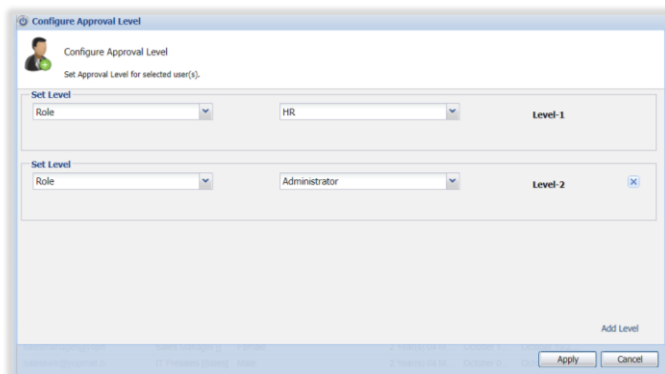 Configure Approval Level
Configure Approval Level
Set Approval Level for selected user(s).
Set Level
Role HR Level-1
Set Level
Role Administrator Level-2
Add Level
Apply Cancel